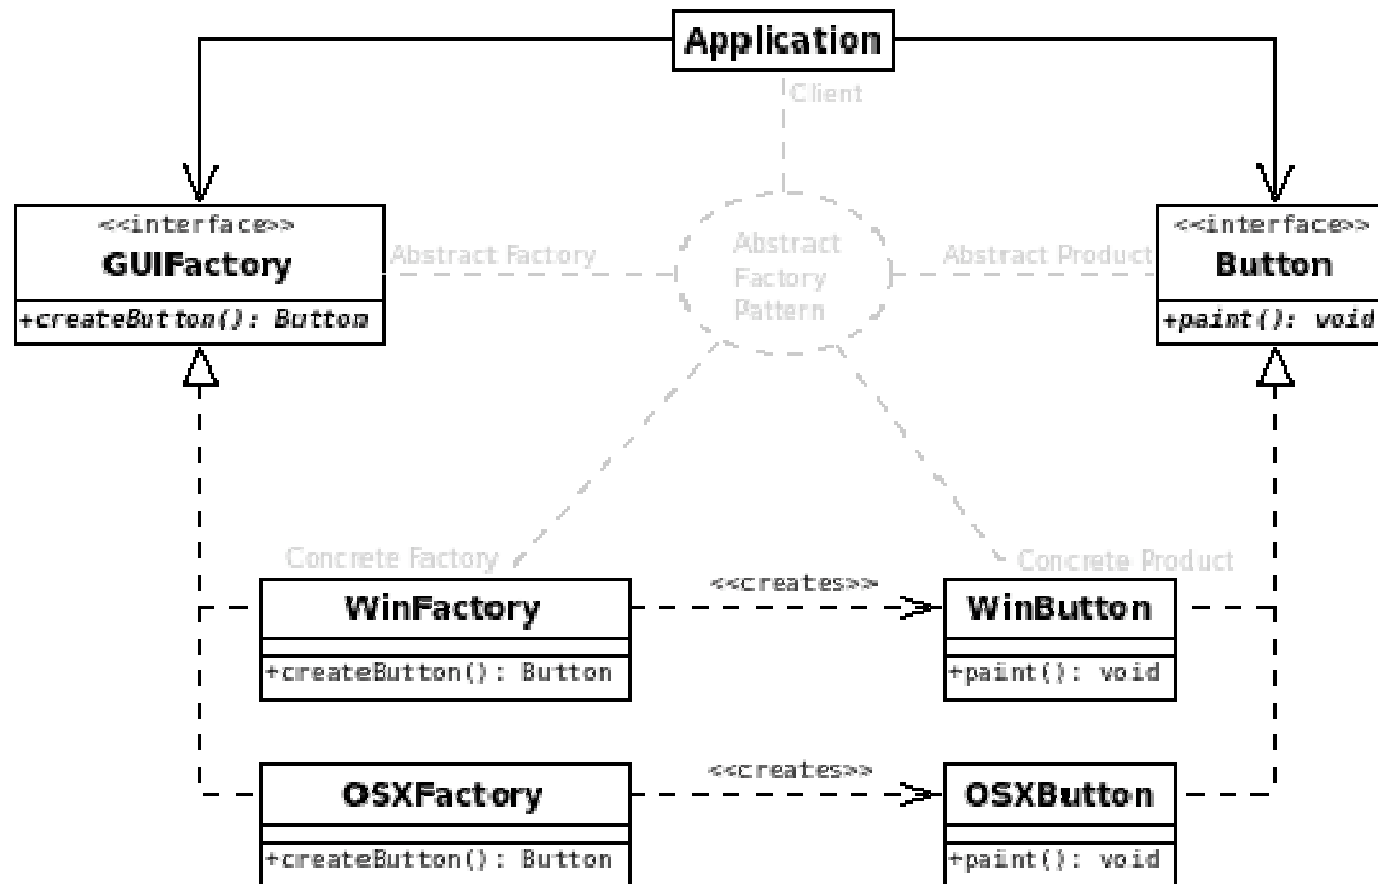 Application
Client
<<interface>>
GUIFactory
+createButton(): Button
Abstract Factory
Abstract
Factory
Pattern
Abstract Product
<<interface>>
Button
+paint(): void
Concrete Factory
Concrete Product
WinFactory
+createButton(): Button
<<creates>>
WinButton
+paint(): void
OSXFactory
+createButton(): Button
<<creates>>
OSXButton
+paint(): void